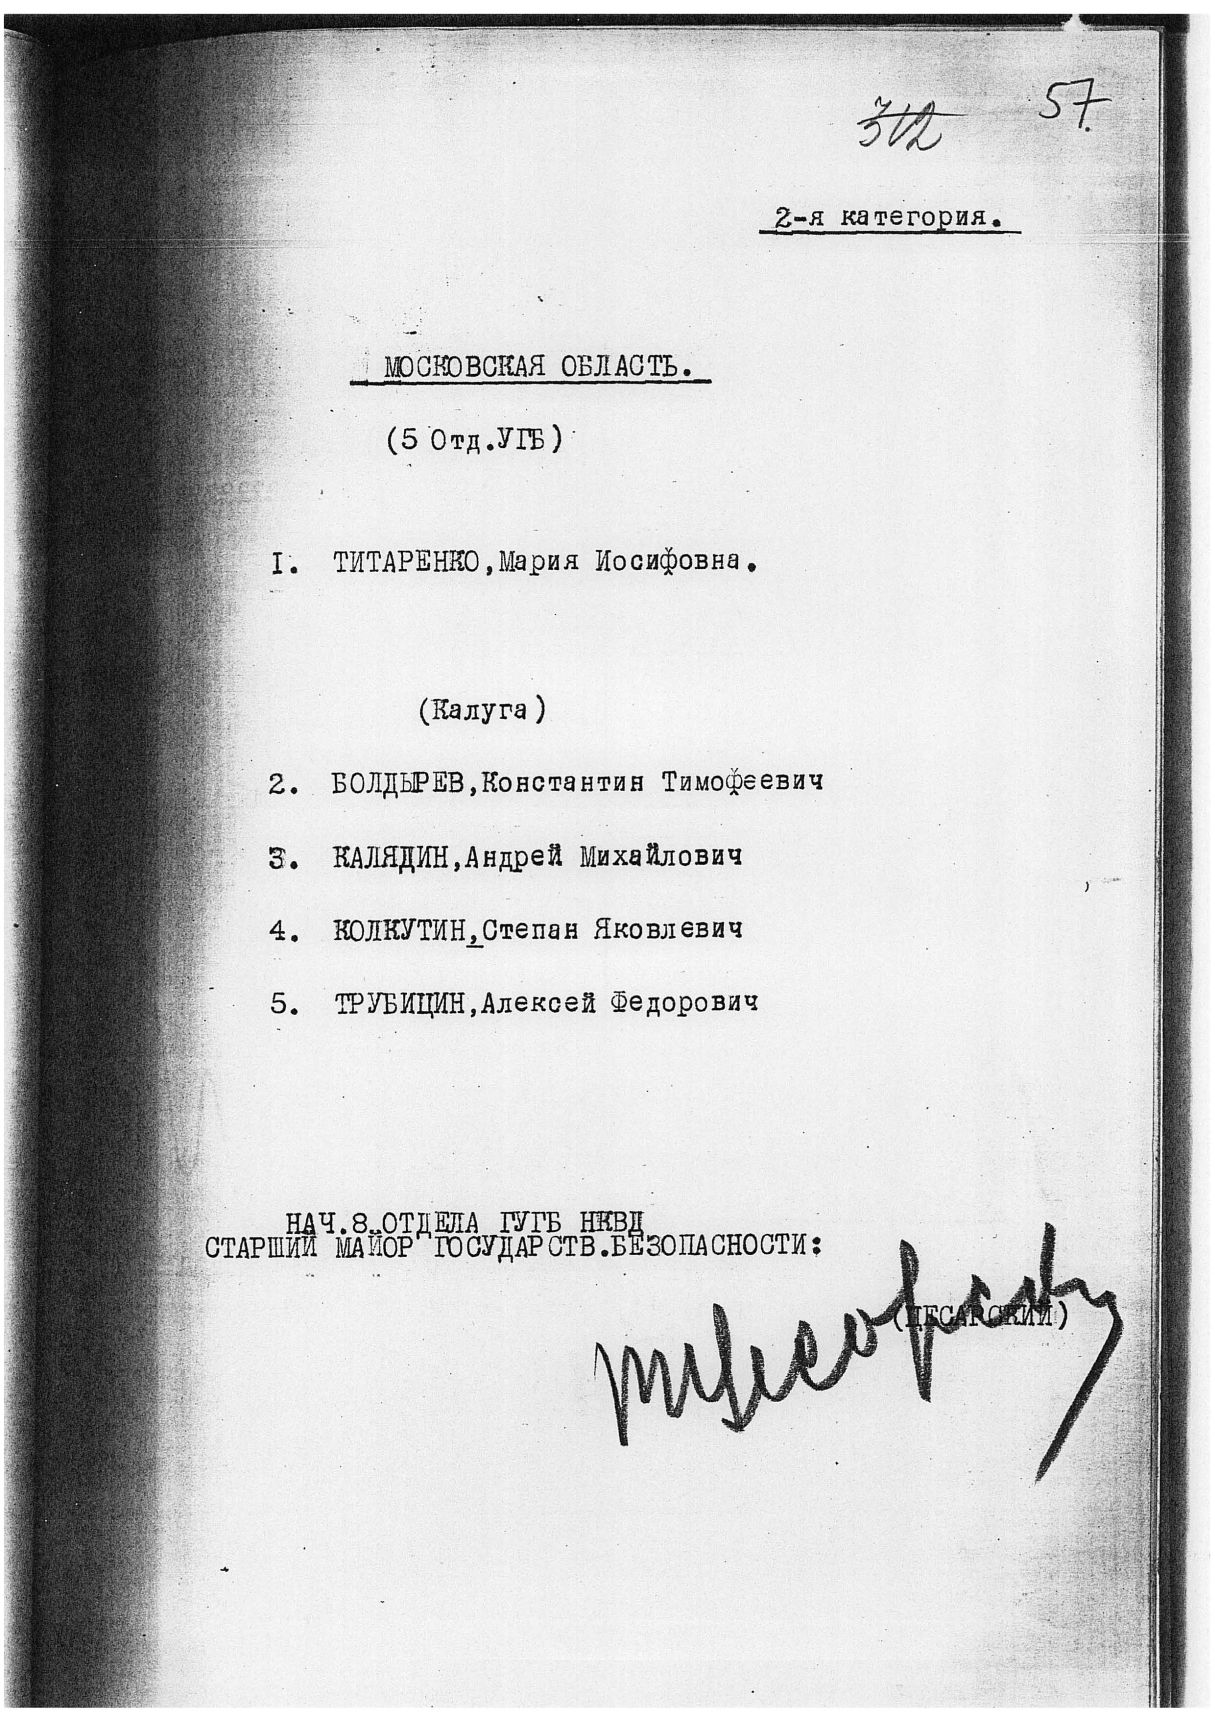 312
57.
2-я категория.
МОСКОВСКАЯ ОБЛАСТЬ.
(5 Отд.УГБ)
I. ТИТАРЕНКО,Мария Иосифовна.
(Калуга)
2. БОЛДЫРЕВ,Константин Тимофеевич
3. КАЛЯДИН,Андрей Михайлович
4. КОЛКУТИН,Степан Яковлевич
5. ТРУБИЦИН,Алексей Федорович
НАЧ.8 ОТДЕЛА ГУГБ НКВД
СТАРШИЙ МАЙОР ГОСУДАРСТВ.БЕЗОПАСНОСТИ:
(ЦЕСАРСКИЙ)